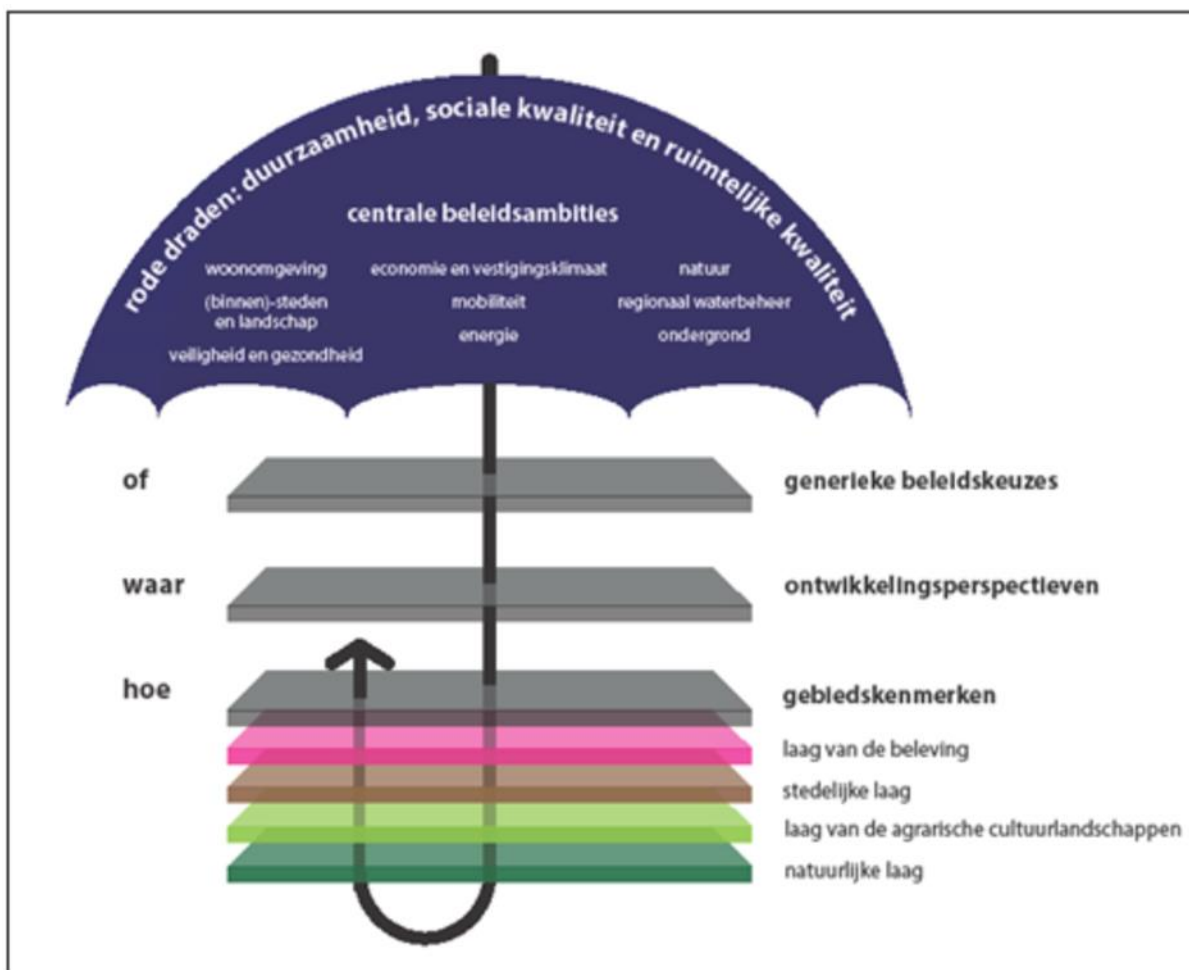 rode draden: duurzaamheid, sociale kwaliteit en ruimtelijke kwaliteit
centrale beleidsambities
woonomgeving
(binnen)-steden
en landschap
veiligheid en gezondheid
economie en vestigingsklimaat
mobiliteit
energie
natuur
regionaal waterbeheer
ondergrond
of
generieke beleidskeuzes
waar
ontwikkelingsperspectieven
hoe
gebiedskenmerken
laag van de beleving
stedelijke laag
laag van de agrarische cultuurlandschappen
natuurlijke laag